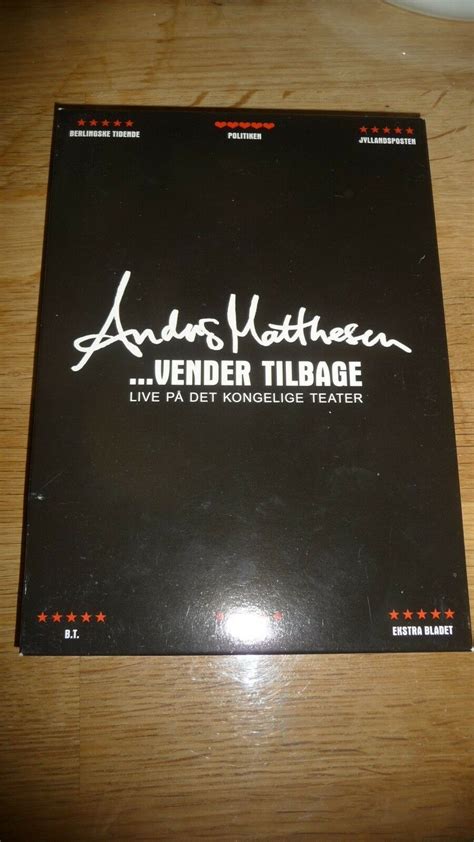 ★★★★★ ❤❤❤❤❤ ★★★★★
BERLINGSKE TIDENDE POLITIKEN JYLLANDSPOSTEN
Anders Matthesen
...VENDER TILBAGE
LIVE PÅ DET KONGELIGE TEATER
★★★★★ ★★★★★
B.T. EKSTRA BLADET